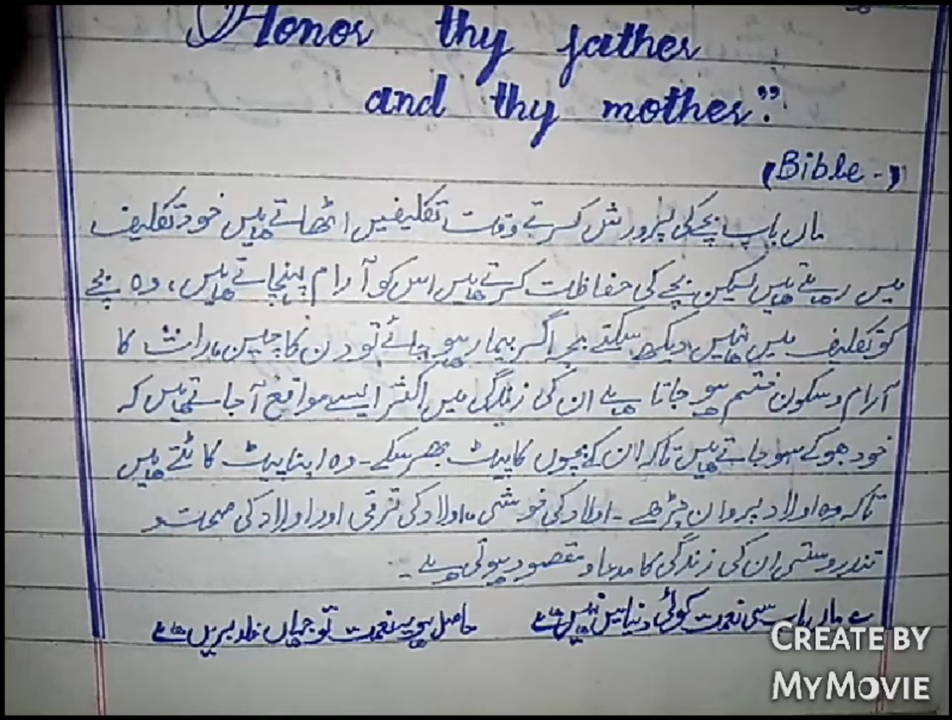 Honor thy father
and thy mother".
(Bible-)
ماں باپ بچے کی پرورش کرتے وقت تکلیفیں اٹھاتے ہیں خود تکلیف
میں رہتے ہیں لیکن بچے کی حفاظت کرتے ہیں اس کو آرام پہنچاتے ہیں، وہ بچے
کو تکلیف میں نہیں دیکھ سکتے بچہ اگر بیمار ہو جائے تو دن کا چین، رات کا
آرام و سکون ختم ہو جاتا ہے ان کی زندگی میں اکثر ایسے مواقع آجاتے ہیں کہ
خود بھوکے سو جاتے ہیں تاکہ ان کے بچوں کا پیٹ بھر سکے۔ وہ اپنا پیٹ کاٹتے ہیں
تاکہ وہ اولاد پروان چڑھے۔ اولاد کی خوشی، اولاد کی ترقی اور اولاد کی صحت و
تندروستی ان کی زندگی کا مدعا و مقصود ہوتی ہے۔
ے ماں باپ سی نعمت کوئی دنیا میں نہیں ہے حاصل ہو یہ نعمت تو جہاں خلد بریں ہے
CREATE BY
MYMOVIE